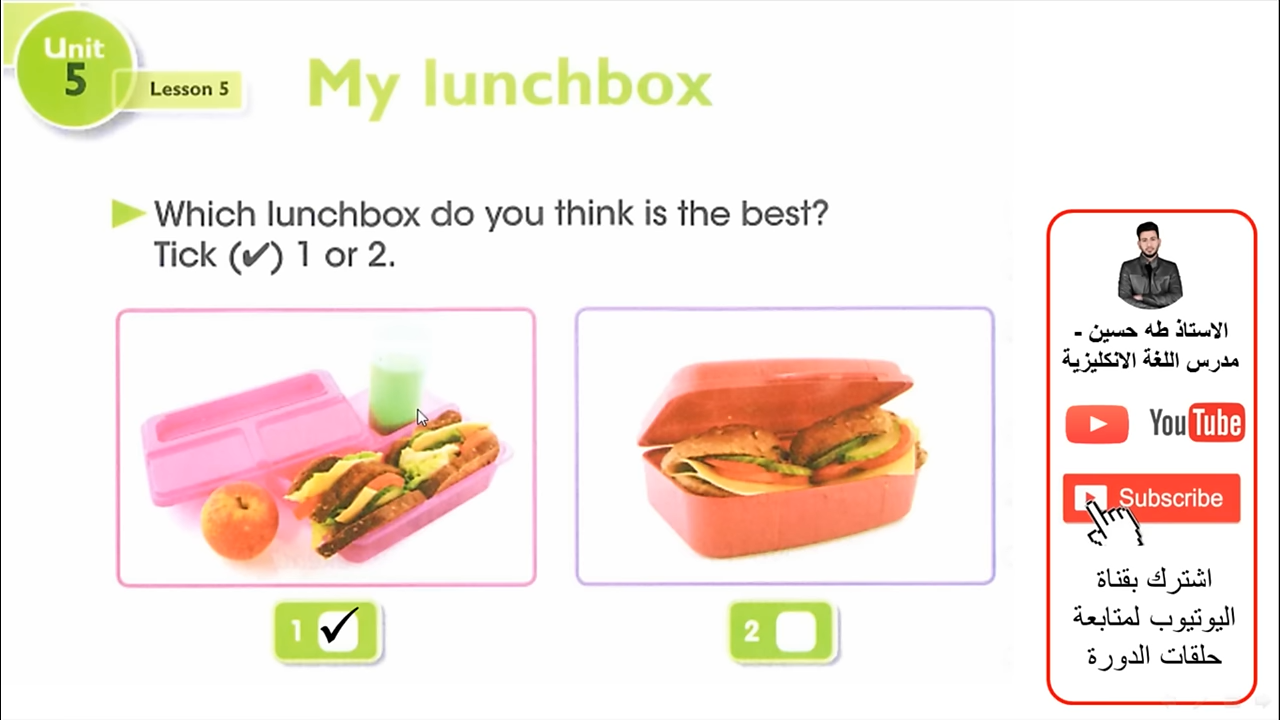 Unit
5
Lesson 5
My lunchbox
Which lunchbox do you think is the best?
Tick (✔) 1 or 2.
1 ✓
2
الاستاذ طه حسين -
مدرس اللغة الانكليزية
YouTube
Subscribe
اشترك بقناة
اليوتيوب لمتابعة
حلقات الدورة